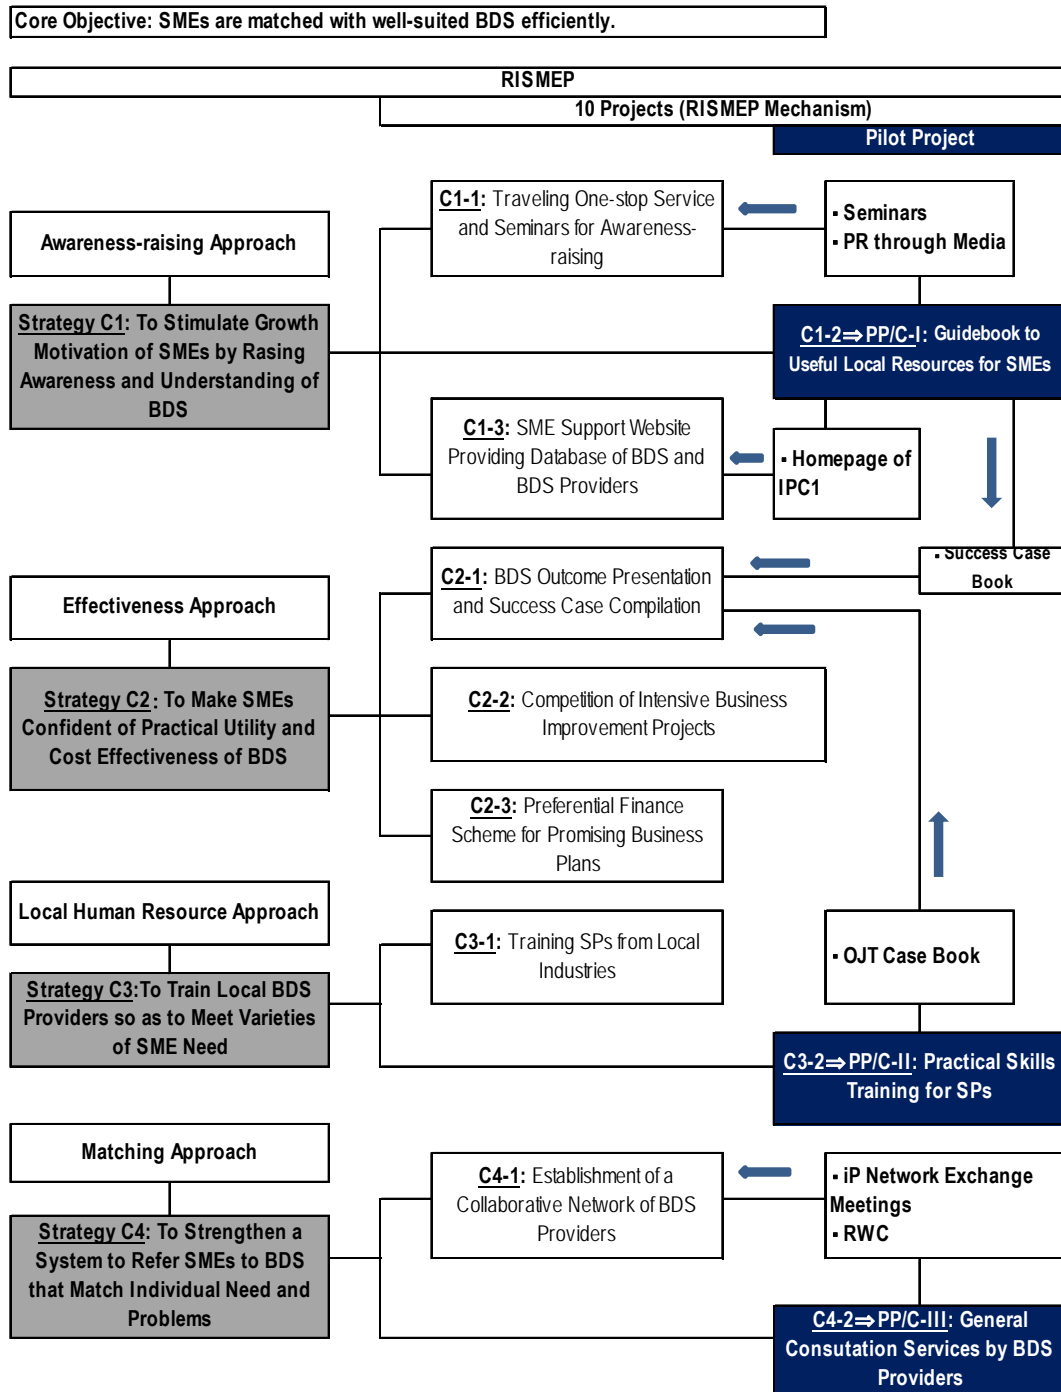 Core Objective: SMEs are matched with well-suited BDS efficiently.
RISMEP
10 Projects (RISMEP Mechanism)
Pilot Project
Awareness-raising Approach
Strategy C1: To Stimulate Growth
Motivation of SMEs by Rasing
Awareness and Understanding of
BDS
C1-1: Traveling One-stop Service
and Seminars for Awareness-
raising
▪ Seminars
▪ PR through Media
C1-2⇒PP/C-I: Guidebook to
Useful Local Resources for SMEs
C1-3: SME Support Website
Providing Database of BDS and
BDS Providers
▪ Homepage of
IPC1
▪ Success Case
Book
Effectiveness Approach
Strategy C2: To Make SMEs
Confident of Practical Utility and
Cost Effectiveness of BDS
C2-1: BDS Outcome Presentation
and Success Case Compilation
C2-2: Competition of Intensive Business
Improvement Projects
C2-3: Preferential Finance
Scheme for Promising Business
Plans
Local Human Resource Approach
Strategy C3:To Train Local BDS
Providers so as to Meet Varieties
of SME Need
C3-1: Training SPs from Local
Industries
▪ OJT Case Book
C3-2⇒PP/C-II: Practical Skills
Training for SPs
Matching Approach
Strategy C4: To Strengthen a
System to Refer SMEs to BDS
that Match Individual Need and
Problems
C4-1: Establishment of a
Collaborative Network of BDS
Providers
▪ iP Network Exchange
Meetings
▪ RWC
C4-2⇒PP/C-III: General
Consutation Services by BDS
Providers